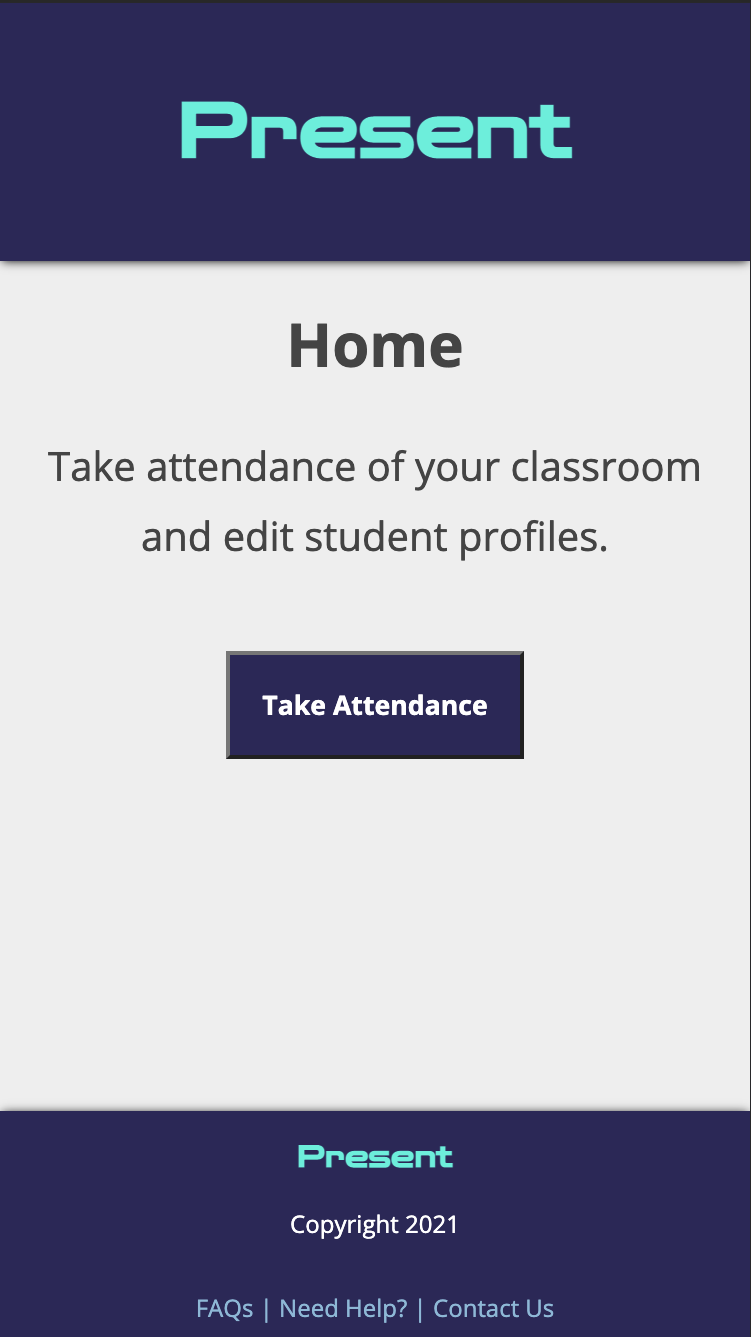 Present
Home
Take attendance of your classroom
and edit student profiles.
Take Attendance
Present
Copyright 2021
FAQs | Need Help? | Contact Us